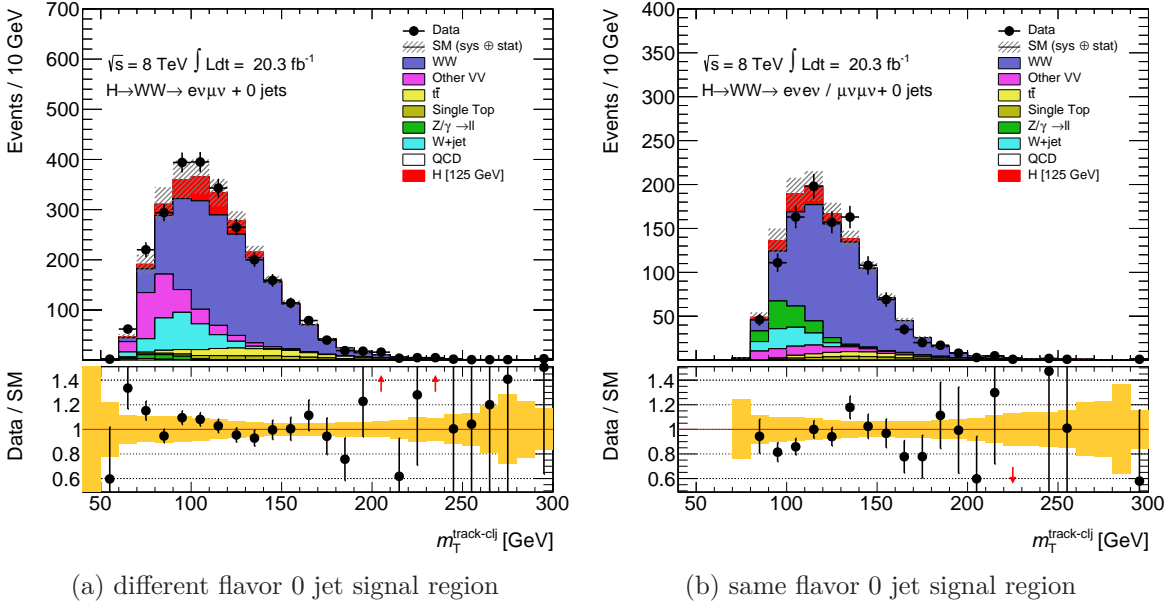 Events / 10 GeV
700
600
500
400
300
200
100
√s = 8 TeV ∫ Ldt = 20.3 fb⁻¹
H→WW→ eνμν + 0 jets
Data
SM (sys ⊕ stat)
WW
Other VV
tt̄
Single Top
Z/γ →ll
W+jet
QCD
H [125 GeV]
Data / SM
1.4
1.2
1
0.8
0.6
50 100 150 200 250 300
m_T^track-clj [GeV]
(a) different flavor 0 jet signal region
Events / 10 GeV
400
350
300
250
200
150
100
50
√s = 8 TeV ∫ Ldt = 20.3 fb⁻¹
H→WW→ eνeν / μνμν+ 0 jets
Data
SM (sys ⊕ stat)
WW
Other VV
tt̄
Single Top
Z/γ →ll
W+jet
QCD
H [125 GeV]
Data / SM
1.4
1.2
1
0.8
0.6
50 100 150 200 250 300
m_T^track-clj [GeV]
(b) same flavor 0 jet signal region